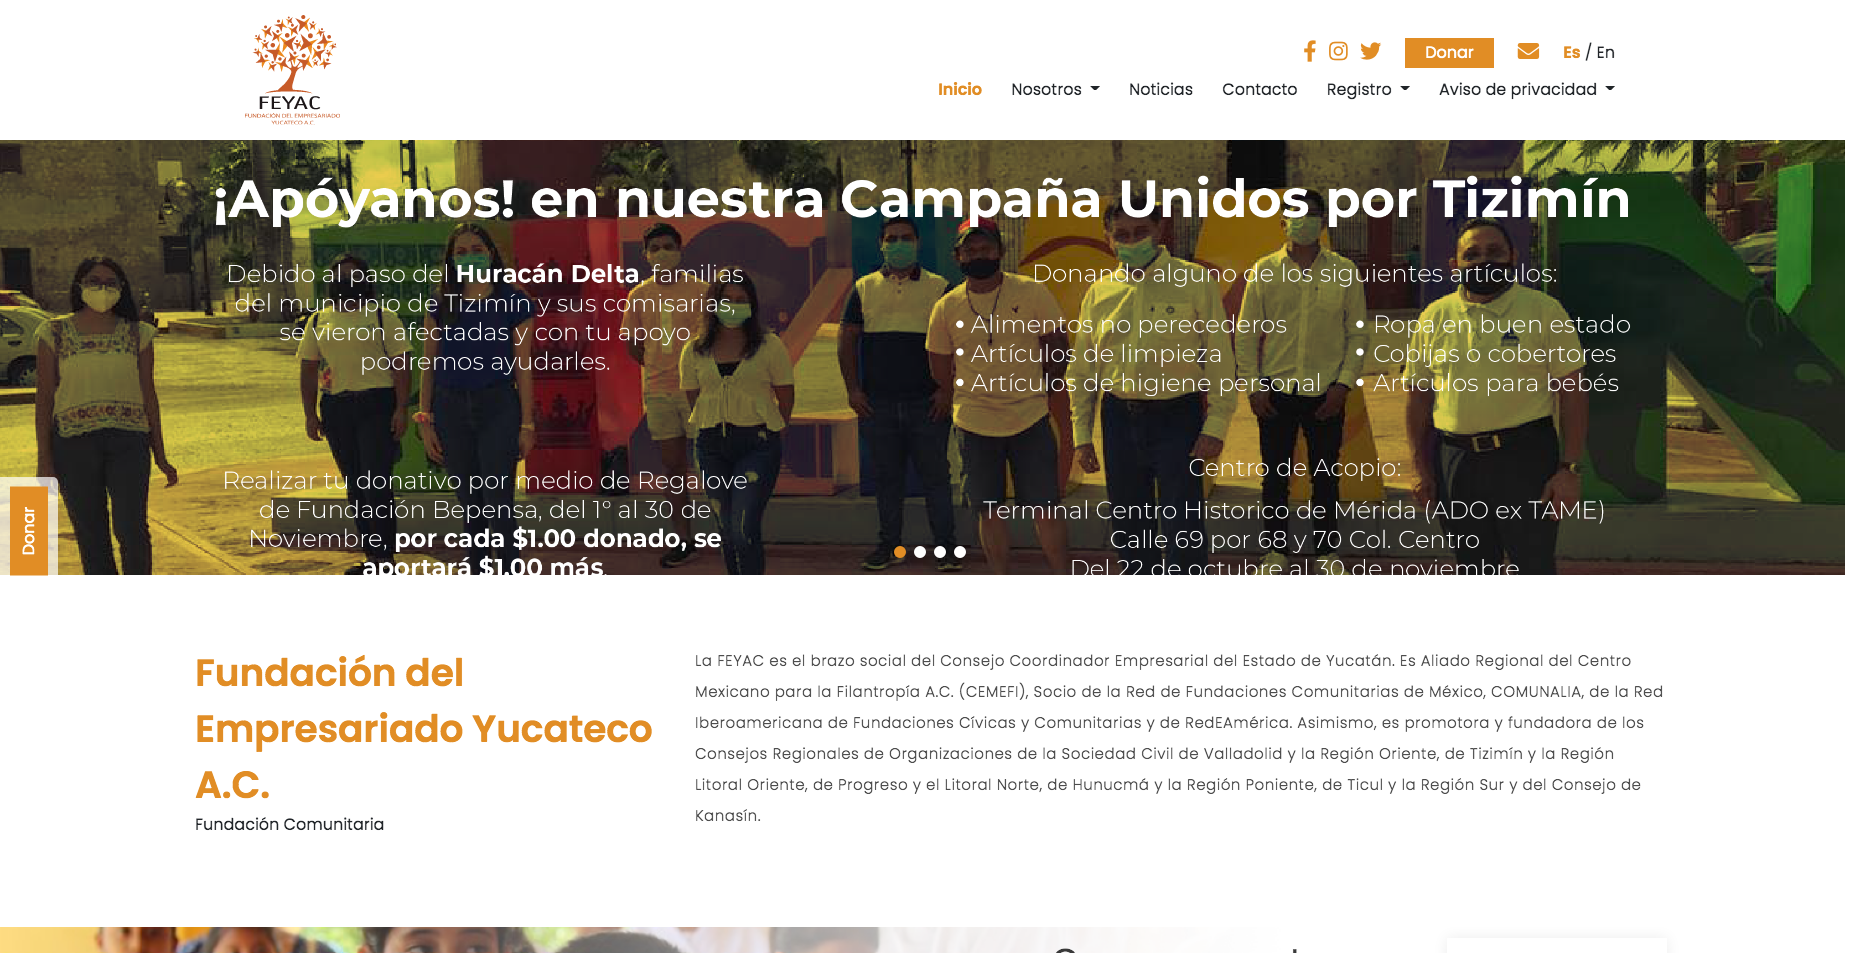 FEYAC
FUNDACIÓN DEL EMPRESARIADO
YUCATECO A.C.
Donar
Es / En
Inicio
Nosotros
Noticias
Contacto
Registro
Aviso de privacidad
¡Apóyanos! en nuestra Campaña Unidos por Tizimín
Debido al paso del Huracán Delta, familias
del municipio de Tizimín y sus comisarias,
se vieron afectadas y con tu apoyo
podremos ayudarles.
Realizar tu donativo por medio de Regalove
de Fundación Bepensa, del 1° al 30 de
Noviembre, por cada $1.00 donado, se
aportará $1.00 más.
Donando alguno de los siguientes artículos:
• Alimentos no perecederos
• Artículos de limpieza
• Artículos de higiene personal
• Ropa en buen estado
• Cobijas o cobertores
• Artículos para bebés
Centro de Acopio:
Terminal Centro Historico de Mérida (ADO ex TAME)
Calle 69 por 68 y 70 Col. Centro
Del 22 de octubre al 30 de noviembre
Donar
Fundación del
Empresariado Yucateco
A.C.
Fundación Comunitaria
La FEYAC es el brazo social del Consejo Coordinador Empresarial del Estado de Yucatán. Es Aliado Regional del Centro
Mexicano para la Filantropía A.C. (CEMEFI), Socio de la Red de Fundaciones Comunitarias de México, COMUNALIA, de la Red
Iberoamericana de Fundaciones Cívicas y Comunitarias y de RedEAmérica. Asimismo, es promotora y fundadora de los
Consejos Regionales de Organizaciones de la Sociedad Civil de Valladolid y la Región Oriente, de Tizimín y la Región
Litoral Oriente, de Progreso y el Litoral Norte, de Hunucmá y la Región Poniente, de Ticul y la Región Sur y del Consejo de
Kanasín.